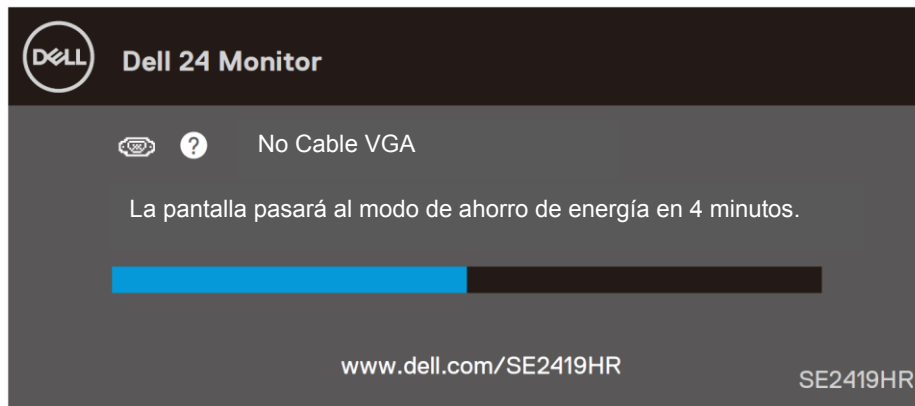 DELL Dell 24 Monitor
? No Cable VGA
La pantalla pasará al modo de ahorro de energía en 4 minutos.
www.dell.com/SE2419HR
SE2419HR